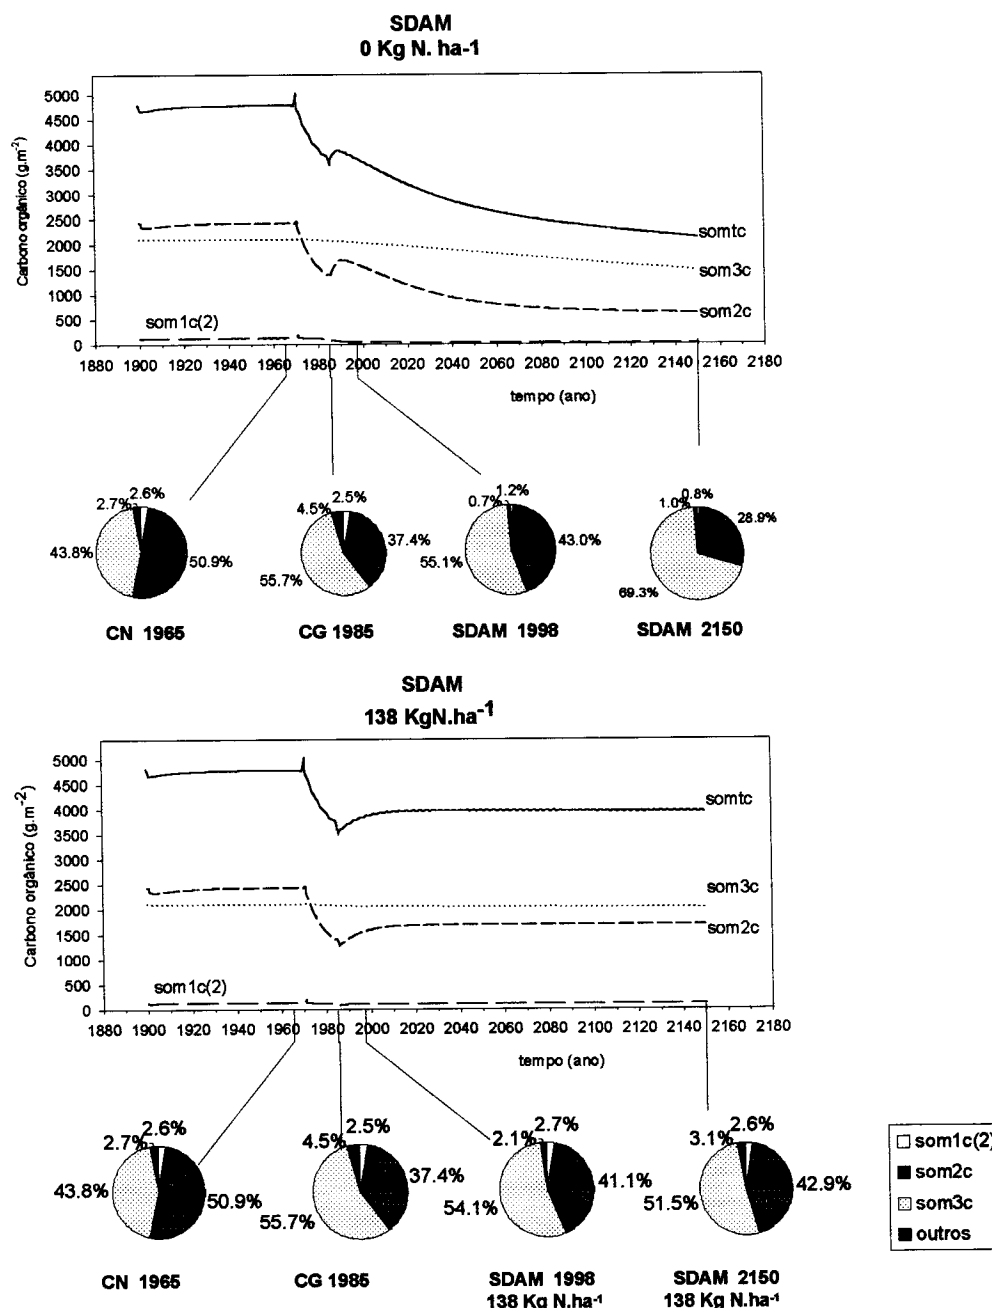 SDAM
0 Kg N. ha-1
Carbono orgânico (g.m-2)
5000
4500
4000
3500
3000
2500
2000
1500
1000
500
0
somtc
som3c
som2c
som1c(2)
1880 1900 1920 1940 1960 1980 2000 2020 2040 2060 2080 2100 2120 2140 2160 2180
tempo (ano)
2.7% 2.6%
43.8% 50.9%
CN 1965
4.5% 2.5%
37.4%
55.7%
CG 1985
0.7% 1.2%
43.0%
55.1%
SDAM 1998
1.0% 0.8%
28.9%
69.3%
SDAM 2150
SDAM
138 KgN.ha-1
Carbono orgânico (g.m-2)
5000
4500
4000
3500
3000
2500
2000
1500
1000
500
0
somtc
som3c
som2c
som1c(2)
1880 1900 1920 1940 1960 1980 2000 2020 2040 2060 2080 2100 2120 2140 2160 2180
tempo (ano)
2.7% 2.6%
43.8% 50.9%
CN 1965
4.5% 2.5%
37.4%
55.7%
CG 1985
2.1% 2.7%
41.1%
54.1%
SDAM 1998
138 Kg N.ha-1
3.1% 2.6%
42.9%
51.5%
SDAM 2150
138 Kg N.ha-1
som1c(2)
som2c
som3c
outros